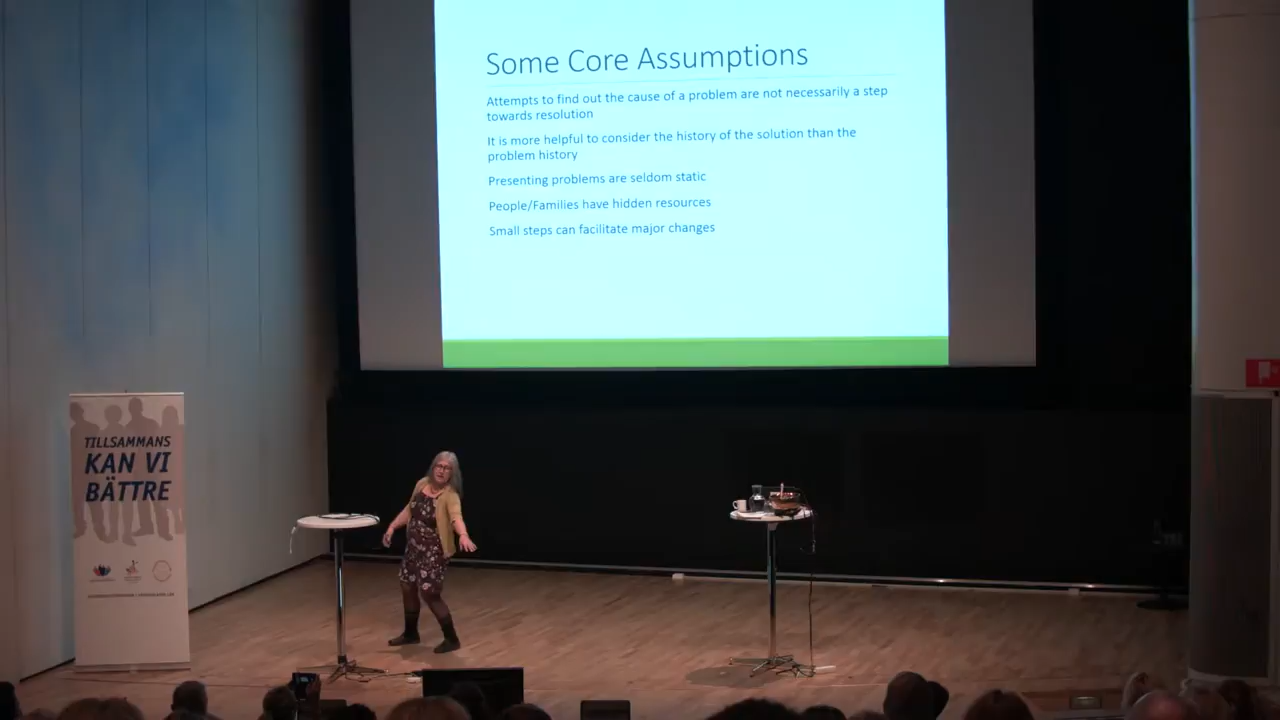 Some Core Assumptions
Attempts to find out the cause of a problem are not necessarily a step
towards resolution
It is more helpful to consider the history of the solution than the
problem history
Presenting problems are seldom static
People/Families have hidden resources
Small steps can facilitate major changes
TILLSAMMANS
KAN VI
BÄTTRE